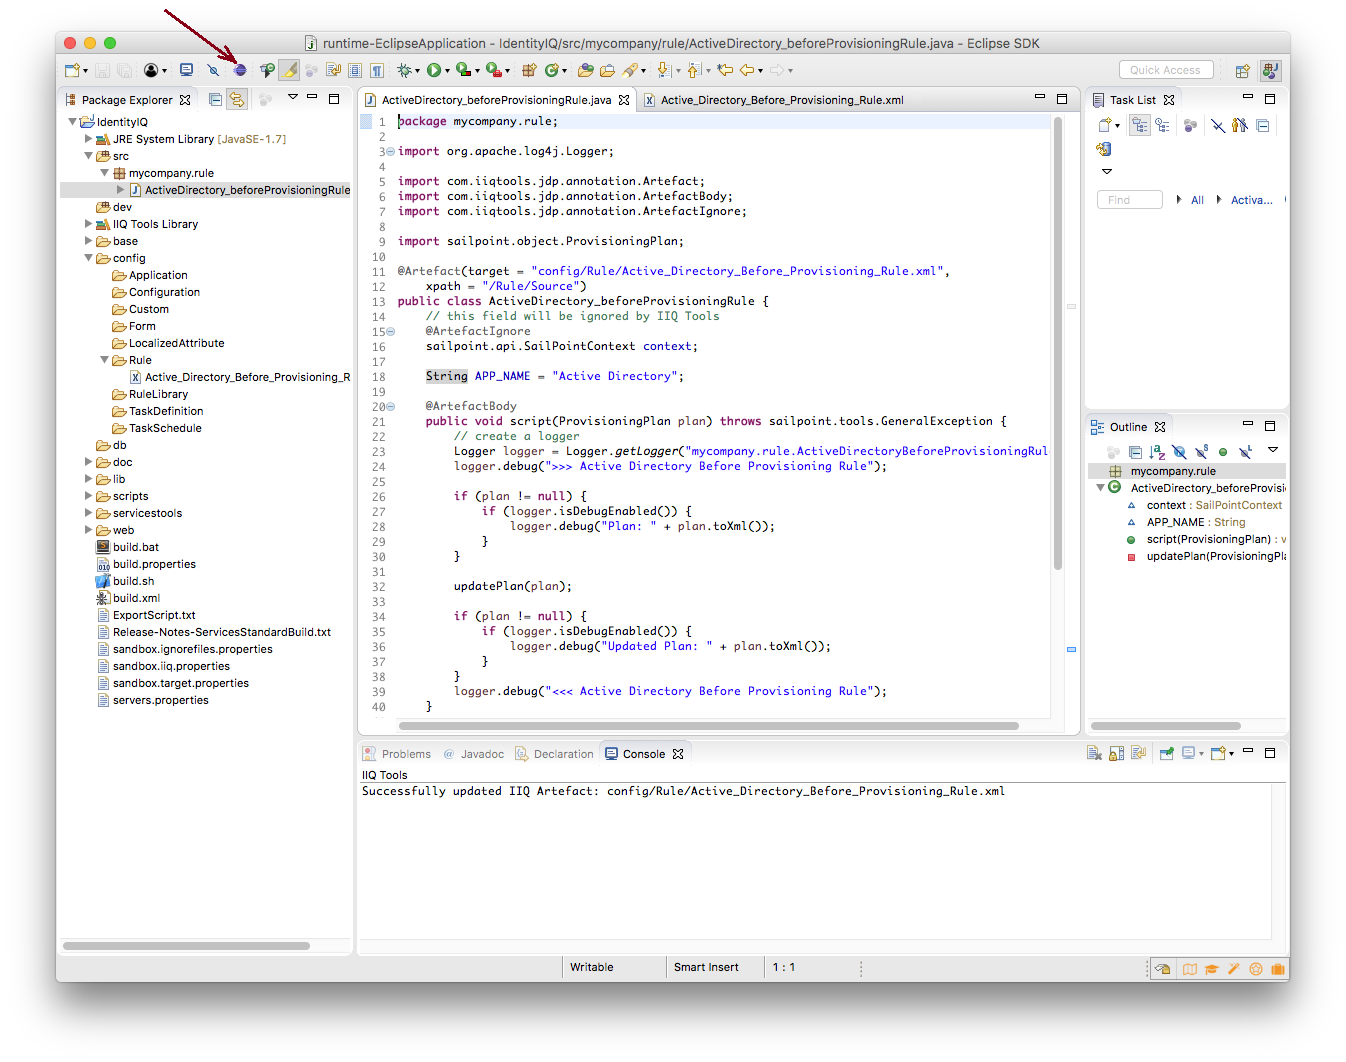 runtime-EclipseApplication - IdentityIQ/src/mycompany/rule/ActiveDirectory_beforeProvisioningRule.java - Eclipse SDK
Quick Access
Package Explorer
IdentityIQ
JRE System Library [JavaSE-1.7]
src
mycompany.rule
ActiveDirectory_beforeProvisioningRule
dev
IIQ Tools Library
base
config
Application
Configuration
Custom
Form
LocalizedAttribute
Rule
Active_Directory_Before_Provisioning_R
RuleLibrary
TaskDefinition
TaskSchedule
db
doc
lib
scripts
servicestools
web
build.bat
build.properties
build.sh
build.xml
ExportScript.txt
Release-Notes-ServicesStandardBuild.txt
sandbox.ignorefiles.properties
sandbox.iiq.properties
sandbox.target.properties
servers.properties
ActiveDirectory_beforeProvisioningRule.java
Active_Directory_Before_Provisioning_Rule.xml
1 package mycompany.rule;
2
3 import org.apache.log4j.Logger;
4
5 import com.iiqtools.jdp.annotation.Artefact;
6 import com.iiqtools.jdp.annotation.ArtefactBody;
7 import com.iiqtools.jdp.annotation.ArtefactIgnore;
8
9 import sailpoint.object.ProvisioningPlan;
10
11 @Artefact(target = "config/Rule/Active_Directory_Before_Provisioning_Rule.xml",
12 xpath = "/Rule/Source")
13 public class ActiveDirectory_beforeProvisioningRule {
14 // this field will be ignored by IIQ Tools
15 @ArtefactIgnore
16 sailpoint.api.SailPointContext context;
17
18 String APP_NAME = "Active Directory";
19
20 @ArtefactBody
21 public void script(ProvisioningPlan plan) throws sailpoint.tools.GeneralException {
22 // create a logger
23 Logger logger = Logger.getLogger("mycompany.rule.ActiveDirectoryBeforeProvisioningRul
24 logger.debug(">>> Active Directory Before Provisioning Rule");
25
26 if (plan != null) {
27 if (logger.isDebugEnabled()) {
28 logger.debug("Plan: " + plan.toXml());
29 }
30 }
31
32 updatePlan(plan);
33
34 if (plan != null) {
35 if (logger.isDebugEnabled()) {
36 logger.debug("Updated Plan: " + plan.toXml());
37 }
38 }
39 logger.debug("<<< Active Directory Before Provisioning Rule");
40 }
Task List
Find
All
Activa...
Outline
mycompany.rule
ActiveDirectory_beforeProvisi
context : SailPointContext
APP_NAME : String
script(ProvisioningPlan) : v
updatePlan(ProvisioningPla
Problems
Javadoc
Declaration
Console
IIQ Tools
Successfully updated IIQ Artefact: config/Rule/Active_Directory_Before_Provisioning_Rule.xml
Writable
Smart Insert
1 : 1